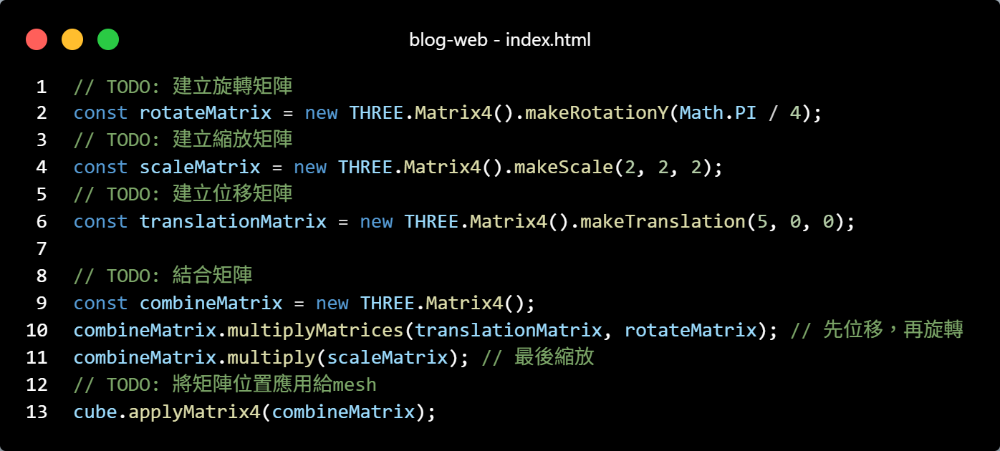 blog-web - index.html
1 // TODO: 建立旋轉矩陣
2 const rotateMatrix = new THREE.Matrix4().makeRotationY(Math.PI / 4);
3 // TODO: 建立縮放矩陣
4 const scaleMatrix = new THREE.Matrix4().makeScale(2, 2, 2);
5 // TODO: 建立位移矩陣
6 const translationMatrix = new THREE.Matrix4().makeTranslation(5, 0, 0);
7
8 // TODO: 結合矩陣
9 const combineMatrix = new THREE.Matrix4();
10 combineMatrix.multiplyMatrices(translationMatrix, rotateMatrix); // 先位移，再旋轉
11 combineMatrix.multiply(scaleMatrix); // 最後縮放
12 // TODO: 將矩陣位置應用給mesh
13 cube.applyMatrix4(combineMatrix);